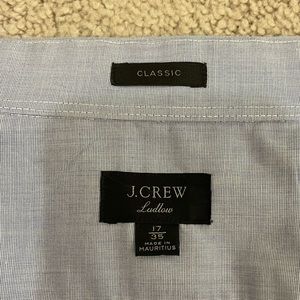 CLASSIC
J.CREW
Ludlow
17
35
MADE IN
MAURITIUS